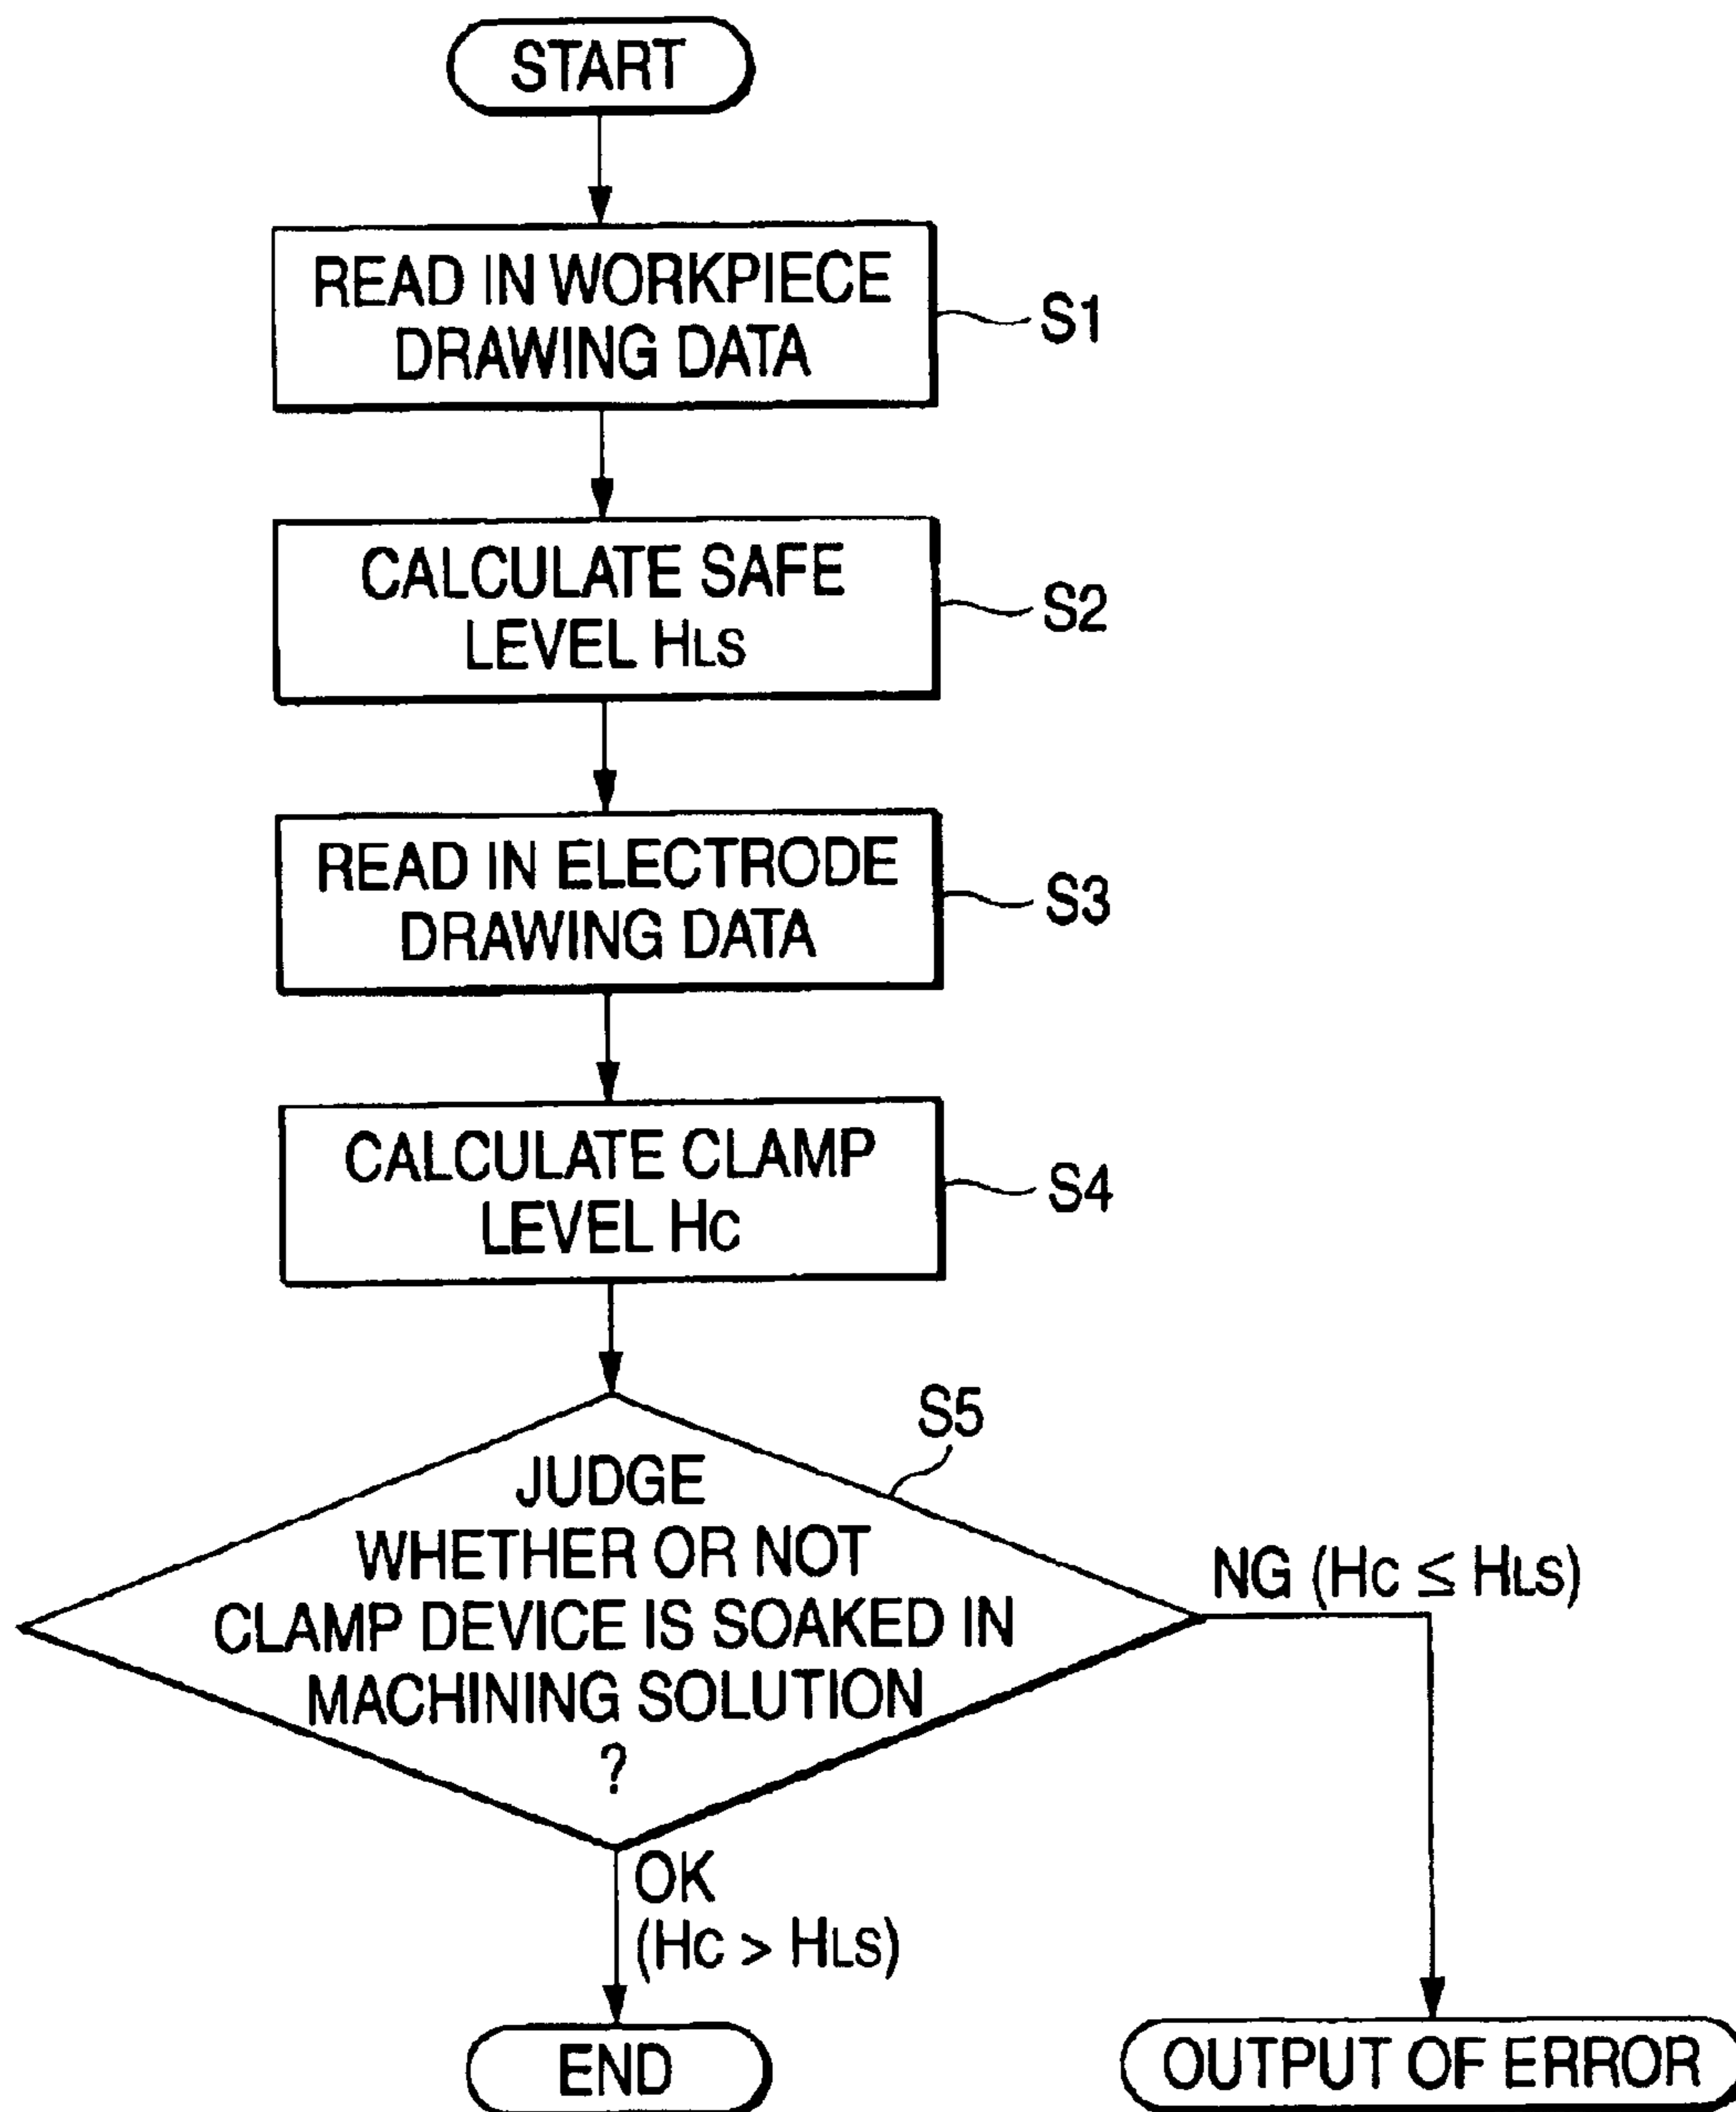 START
READ IN WORKPIECE
DRAWING DATA
S1
CALCULATE SAFE
LEVEL HLS
S2
READ IN ELECTRODE
DRAWING DATA
S3
CALCULATE CLAMP
LEVEL HC
S4
S5
JUDGE
WHETHER OR NOT
CLAMP DEVICE IS SOAKED IN
MACHINING SOLUTION
?
NG (HC ≤ HLS)
OK
(HC > HLS)
END
OUTPUT OF ERROR